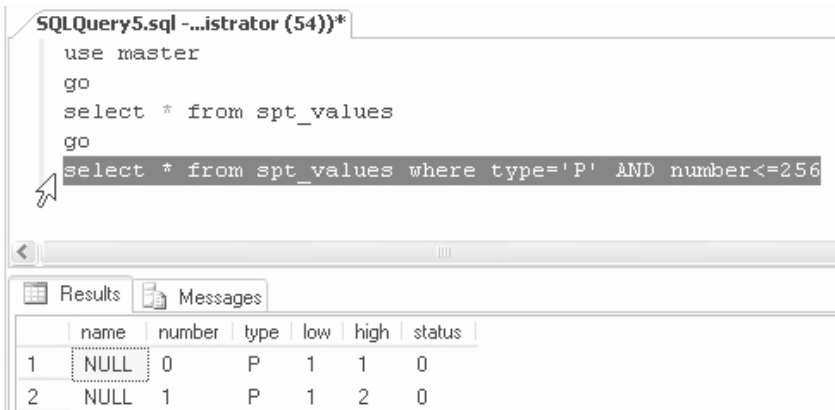 SQLQuery5.sql -...istrator (54))*
use master
go
select * from spt_values
go
select * from spt_values where type='P' AND number<=256
Results Messages
name number type low high status
1 NULL 0 P 1 1 0
2 NULL 1 P 1 2 0